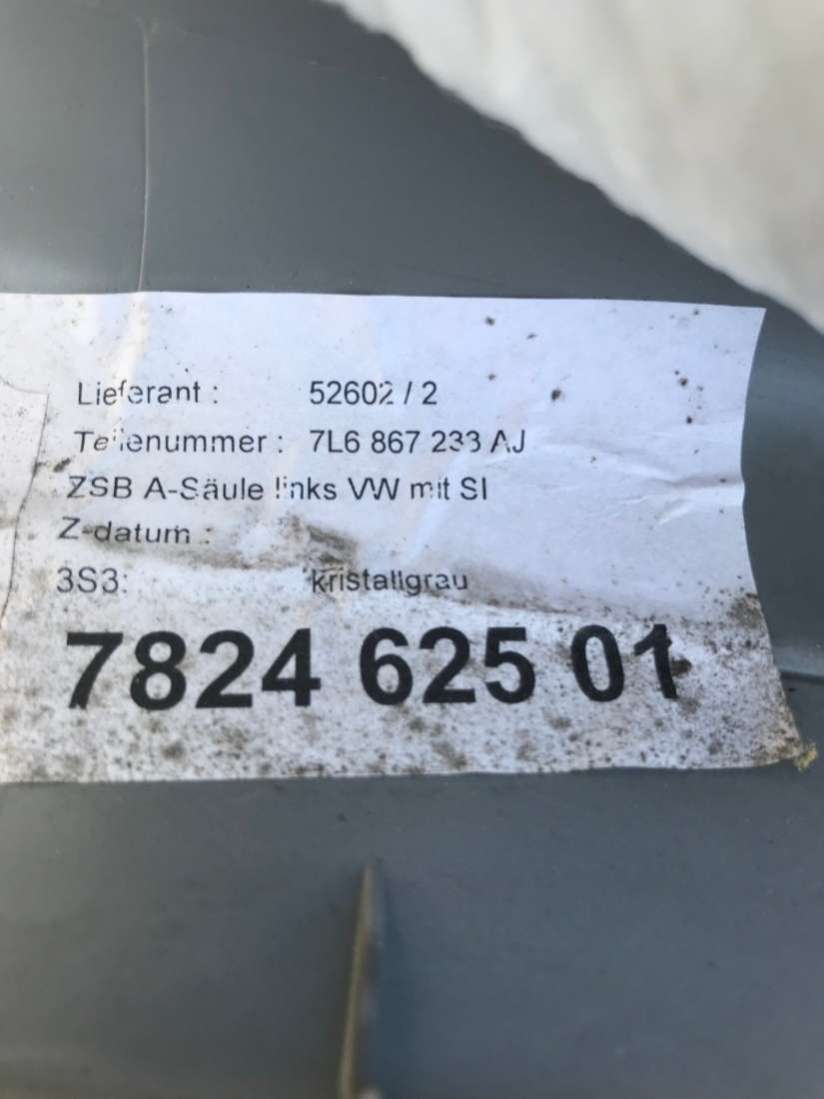 Lieferant : 52602 / 2
Teilenummer : 7L6 867 233 AJ
ZSB A-Säule links VW mit SI
Z-datum :
3S3: kristallgrau
7824 625 01